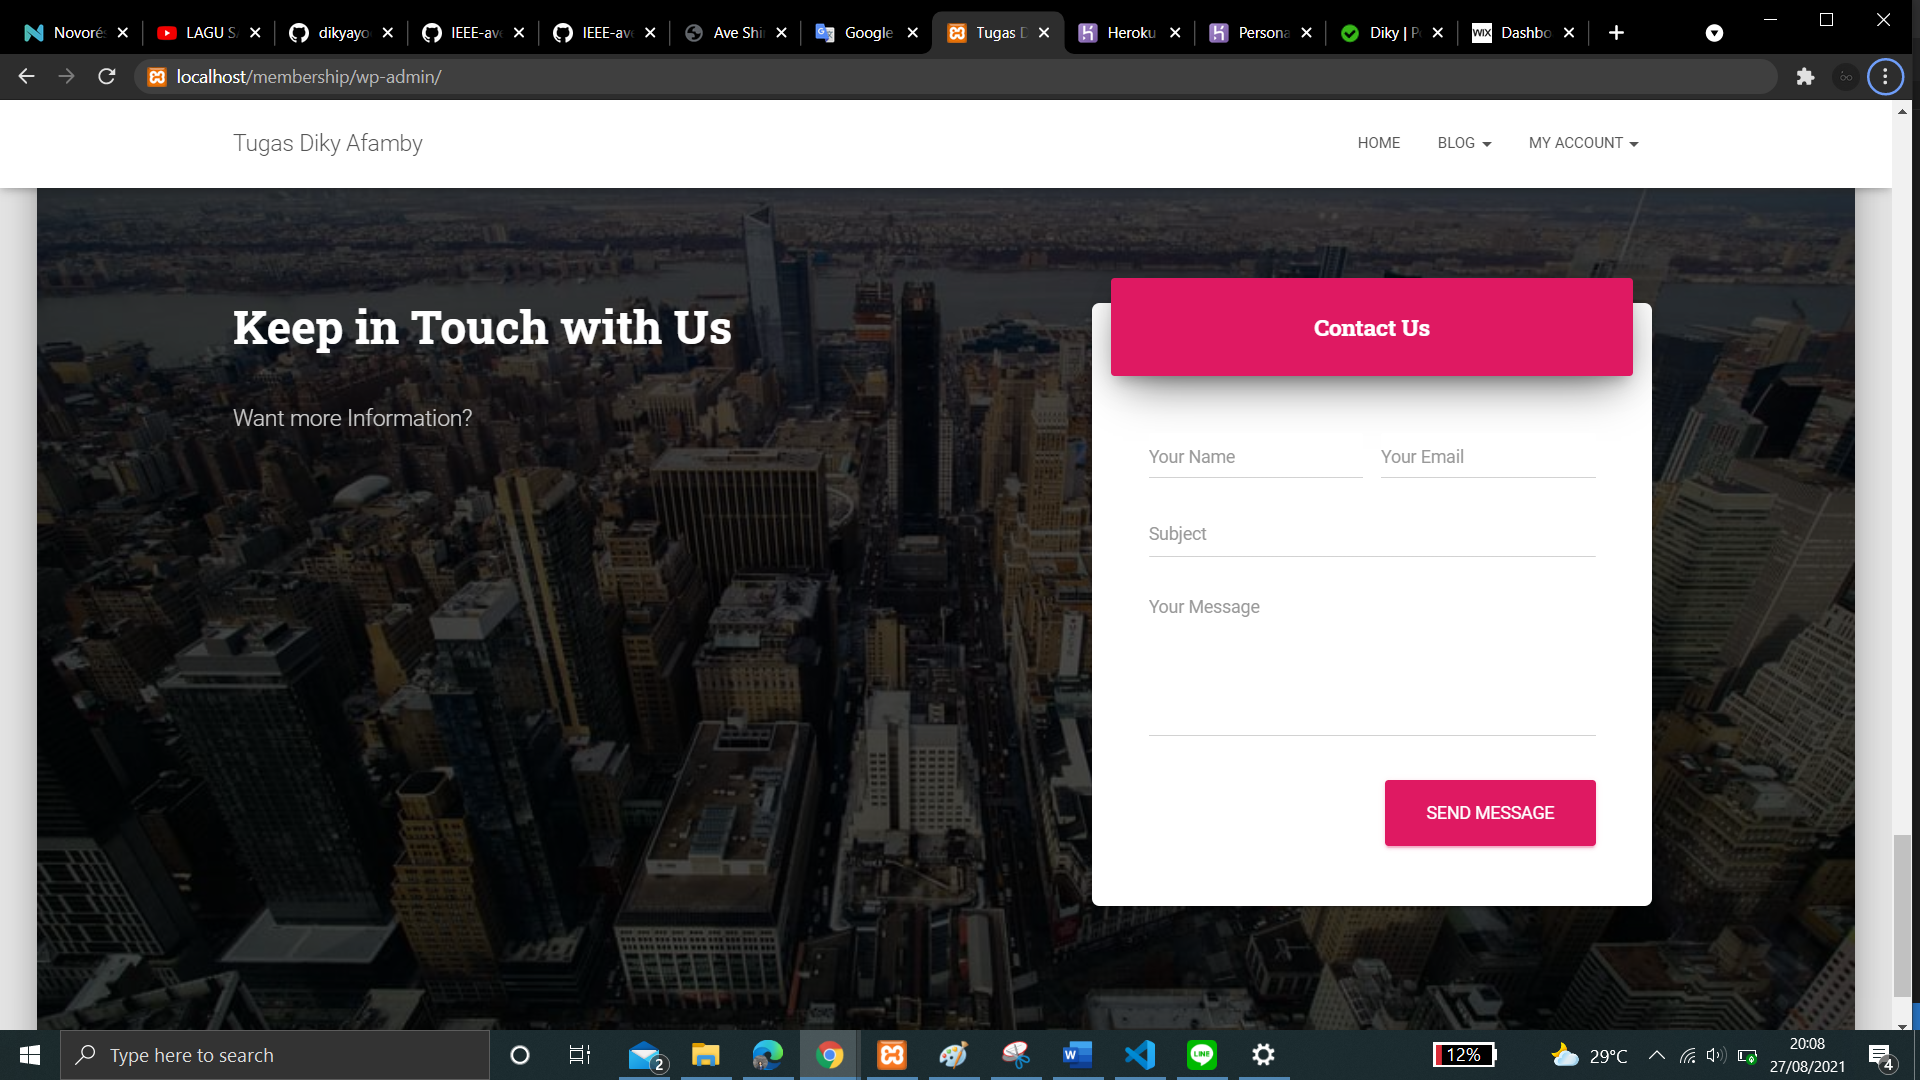 Novoré
LAGU S
dikyayo
IEEE-av
IEEE-av
Ave Shi
Google
Tugas D
Heroku
Persona
Diky | P
WIX
Dashbo
localhost/membership/wp-admin/
Tugas Diky Afamby
HOME
BLOG
MY ACCOUNT
Keep in Touch with Us
Want more Information?
Contact Us
Your Name
Your Email
Subject
Your Message
SEND MESSAGE
Type here to search
2
LINE
12%
29°C
20:08
27/08/2021
4